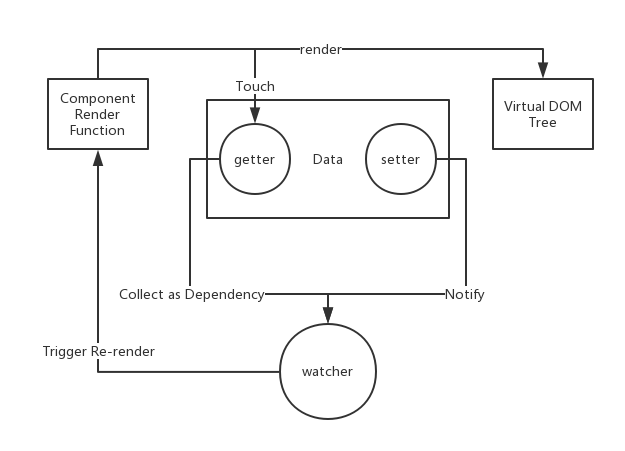 render
Touch
Component
Render
Function
Virtual DOM
Tree
getter
Data
setter
Collect as Dependency
Notify
Trigger Re-render
watcher